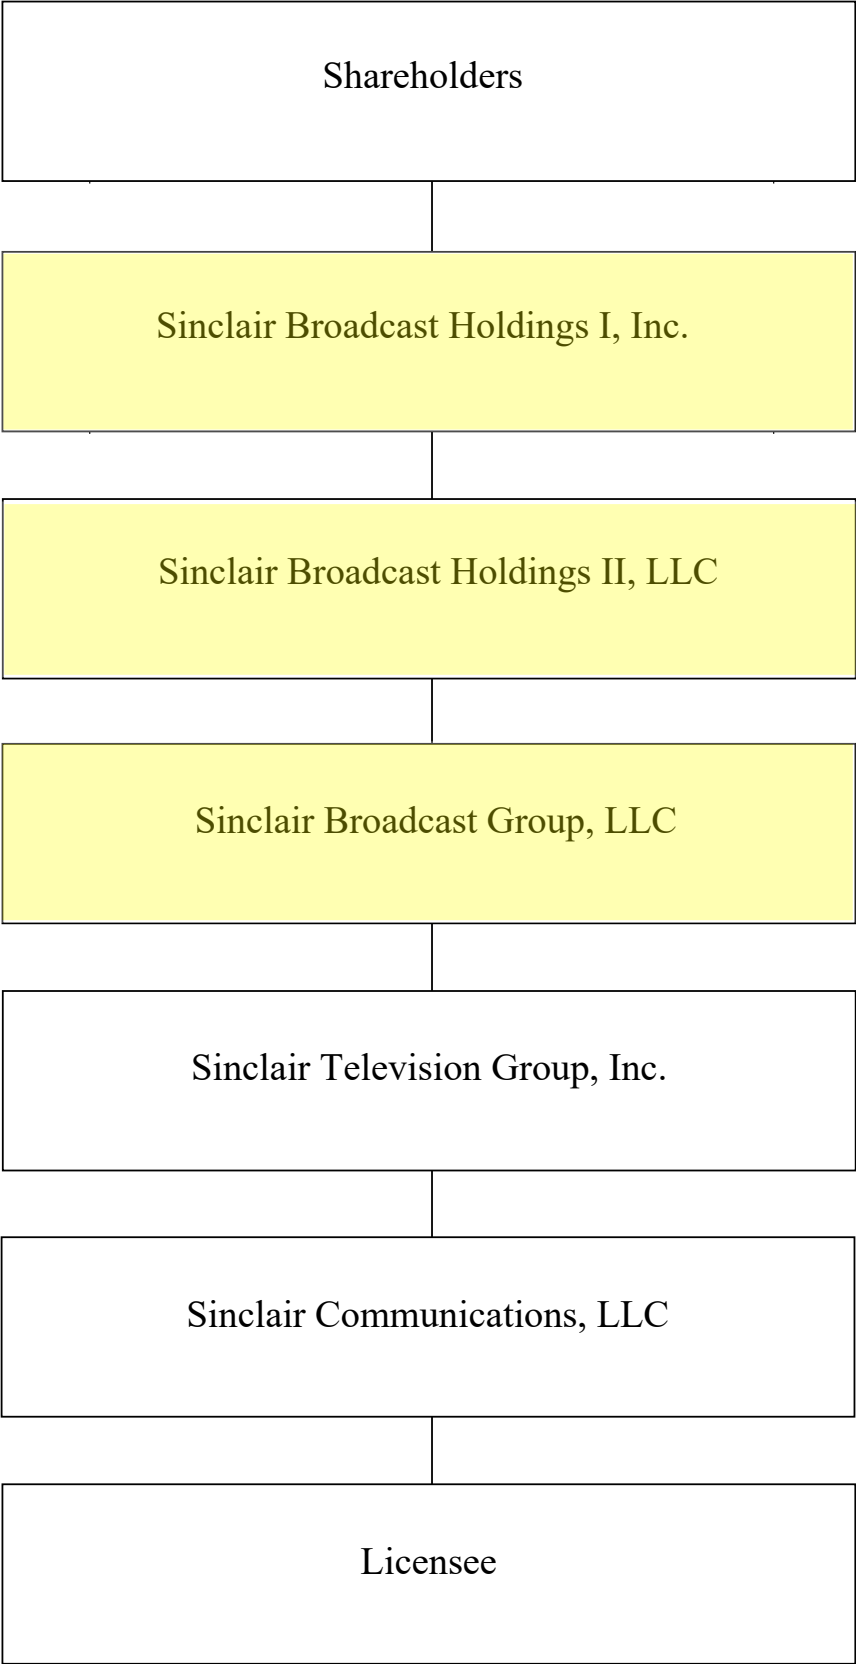 Shareholders
Sinclair Broadcast Holdings I, Inc.
Sinclair Broadcast Holdings II, LLC
Sinclair Broadcast Group, LLC
Sinclair Television Group, Inc.
Sinclair Communications, LLC
Licensee